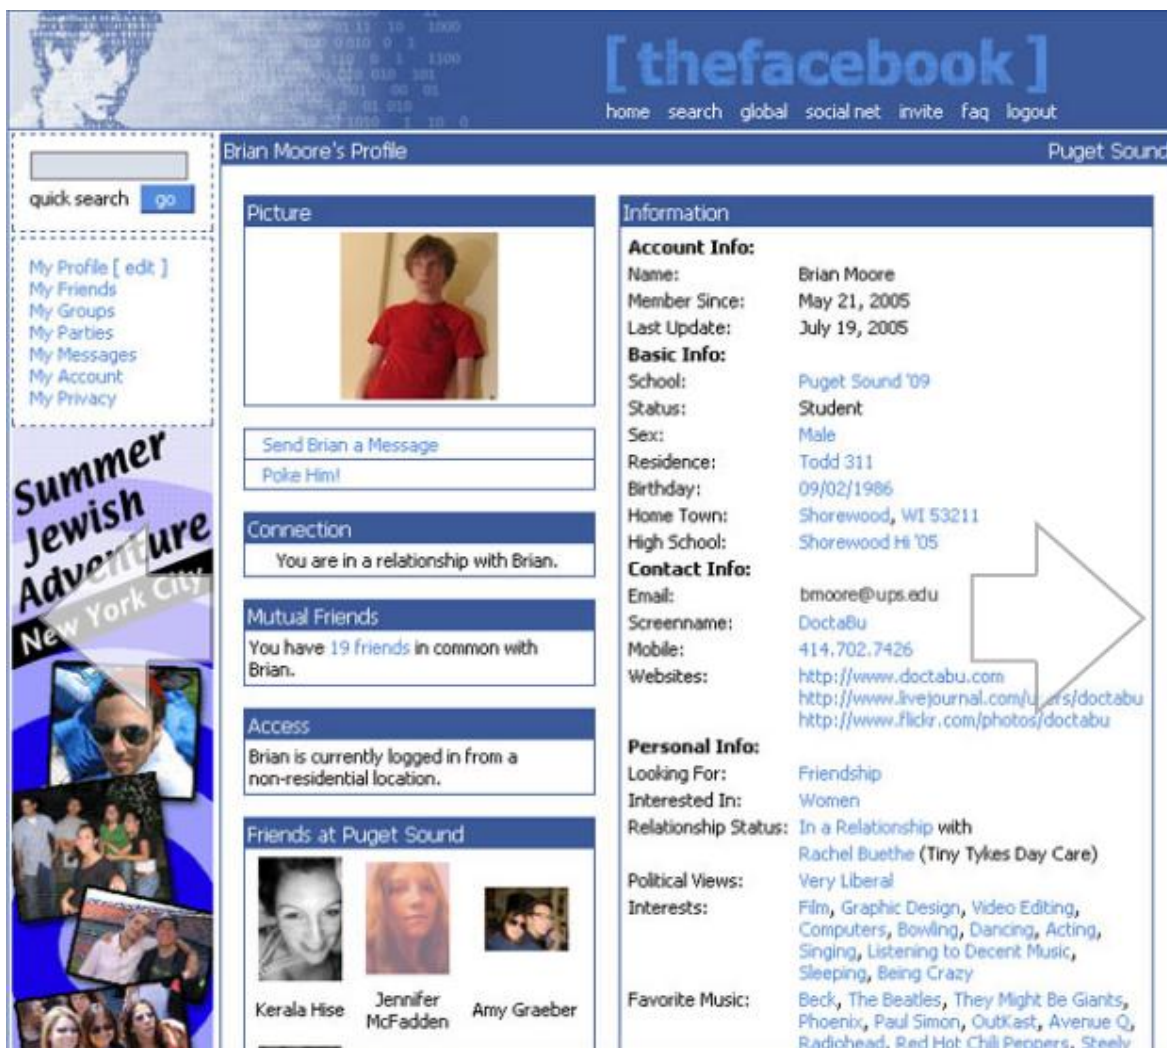 [ thefacebook ]
home search global social net invite faq logout
quick search go
My Profile [ edit ]
My Friends
My Groups
My Parties
My Messages
My Account
My Privacy
Summer
Jewish
Adventure
New York City
Brian Moore's Profile Puget Sound
Picture
Send Brian a Message
Poke Him!
Connection
You are in a relationship with Brian.
Mutual Friends
You have 19 friends in common with
Brian.
Access
Brian is currently logged in from a
non-residential location.
Friends at Puget Sound
Kerala Hise
Jennifer
McFadden
Amy Graeber
Information
Account Info:
Name: Brian Moore
Member Since: May 21, 2005
Last Update: July 19, 2005
Basic Info:
School: Puget Sound '09
Status: Student
Sex: Male
Residence: Todd 311
Birthday: 09/02/1986
Home Town: Shorewood, WI 53211
High School: Shorewood Hi '05
Contact Info:
Email: bmoore@ups.edu
Screenname: DoctaBu
Mobile: 414.702.7426
Websites: http://www.doctabu.com
http://www.livejournal.com/users/doctabu
http://www.flickr.com/photos/doctabu
Personal Info:
Looking For: Friendship
Interested In: Women
Relationship Status: In a Relationship with
Rachel Buethe (Tiny Tykes Day Care)
Political Views: Very Liberal
Interests: Film, Graphic Design, Video Editing,
Computers, Bowling, Dancing, Acting,
Singing, Listening to Decent Music,
Sleeping, Being Crazy
Favorite Music: Beck, The Beatles, They Might Be Giants,
Phoenix, Paul Simon, OutKast, Avenue Q,
Radiohead, Red Hot Chili Peppers, Steely